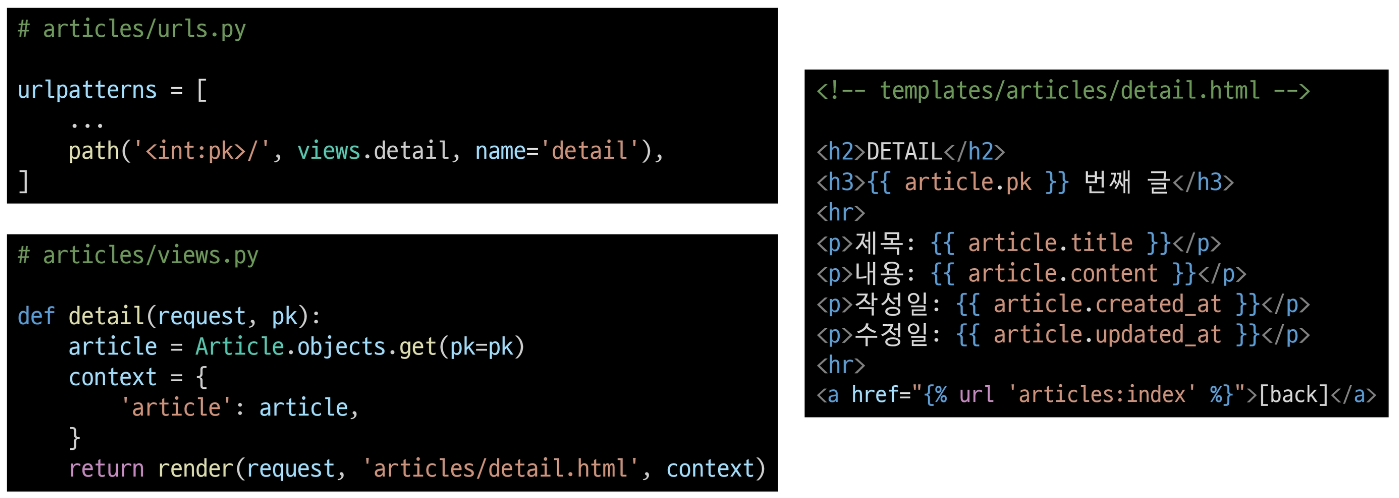 # articles/urls.py
urlpatterns = [
    ...
    path('<int:pk>/', views.detail, name='detail'),
]
# articles/views.py
def detail(request, pk):
    article = Article.objects.get(pk=pk)
    context = {
        'article': article,
    }
    return render(request, 'articles/detail.html', context)
<!-- templates/articles/detail.html -->
<h2>DETAIL</h2>
<h3>{{ article.pk }} 번째 글</h3>
<hr>
<p>제목: {{ article.title }}</p>
<p>내용: {{ article.content }}</p>
<p>작성일: {{ article.created_at }}</p>
<p>수정일: {{ article.updated_at }}</p>
<hr>
<a href="{% url 'articles:index' %}">[back]</a>